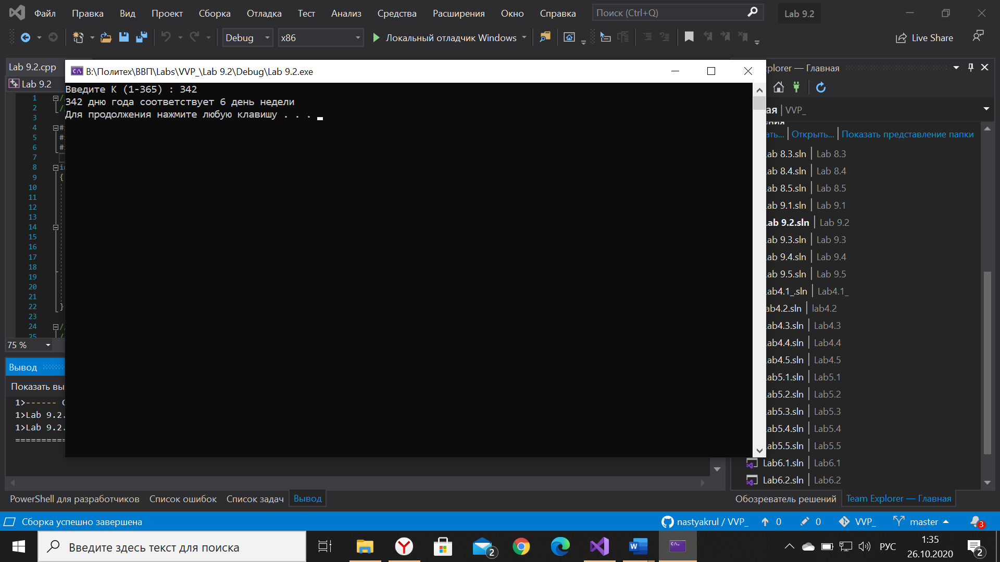 Файл Правка Вид Проект Сборка Отладка Тест Анализ Средства Расширения Окно Справка Поиск (Ctrl+Q) Lab 9.2
Debug x86 Локальный отладчик Windows Live Share
Lab 9.2.cpp
Lab 9.2
B:\Политех\ВВП\Labs\VVP_\Lab 9.2\Debug\Lab 9.2.exe
Введите К (1-365) : 342
342 дню года соответствует 6 день недели
Для продолжения нажмите любую клавишу . . .
1
2
3
4
5
6
7
8
9
10
11
12
13
14
15
16
17
18
19
20
21
22
23
24
25
75 %
Вывод
Показать вы
1>------
1>Lab 9.2.
1>Lab 9.2.
==========
xplorer — Главная
ая | VVP_
ать... | Открыть... | Показать представление папки
ab 8.3.sln | Lab 8.3
ab 8.4.sln | Lab 8.4
ab 8.5.sln | Lab 8.5
ab 9.1.sln | Lab 9.1
Lab 9.2.sln | Lab 9.2
ab 9.3.sln | Lab 9.3
ab 9.4.sln | Lab 9.4
ab 9.5.sln | Lab 9.5
ab4.1_.sln | Lab4.1_
ab4.2.sln | lab4.2
ab4.3.sln | Lab4.3
ab4.4.sln | Lab4.4
ab4.5.sln | Lab4.5
ab5.1.sln | Lab5.1
ab5.2.sln | Lab5.2
ab5.3.sln | Lab5.3
ab5.4.sln | Lab5.4
ab5.5.sln | Lab5.5
Lab6.1.sln | Lab6.1
Lab6.2.sln | Lab6.2
PowerShell для разработчиков Список ошибок Список задач Вывод
Обозреватель решений Team Explorer — Главная
Сборка успешно завершена nastyakrul / VVP_ 0 0 VVP_ master 3
Введите здесь текст для поиска 2 РУС 1:35 26.10.2020 2